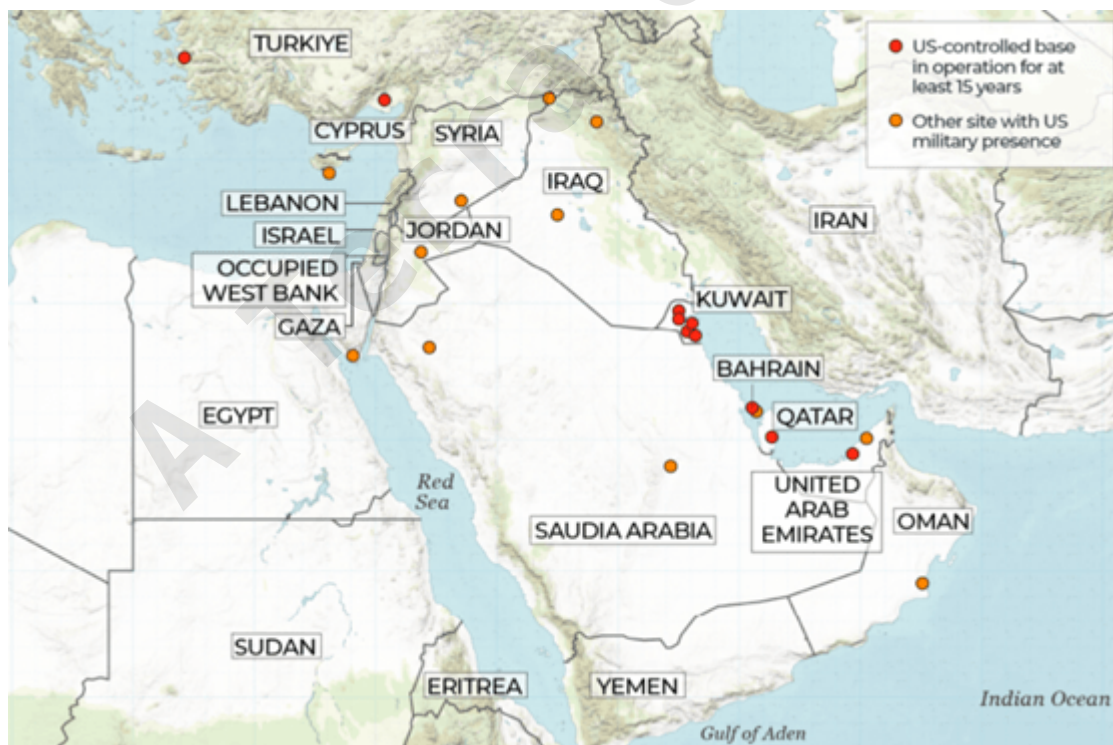 TURKIYE
US-controlled base
in operation for at
least 15 years
Other site with US
military presence
CYPRUS
SYRIA
IRAQ
LEBANON
JORDAN
IRAN
ISRAEL
OCCUPIED
WEST BANK
GAZA
KUWAIT
BAHRAIN
EGYPT
QATAR
Red
Sea
UNITED
ARAB
EMIRATES
SAUDIA ARABIA
OMAN
SUDAN
ERITREA
YEMEN
Indian Ocean
Gulf of Aden